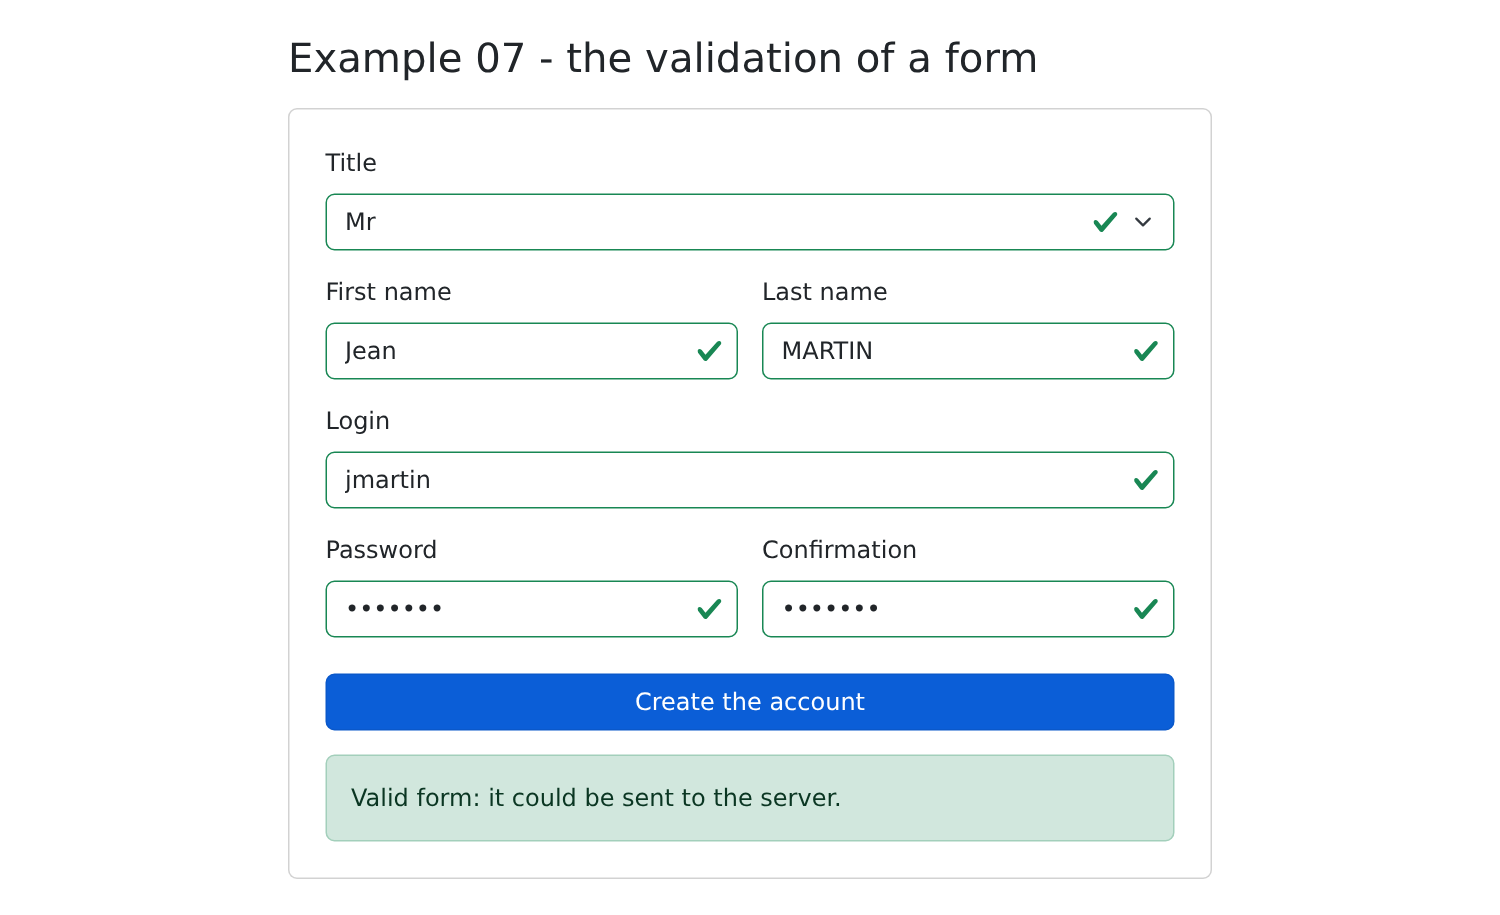 Example 07 - the validation of a form
Title
Mr
First name
Last name
Jean
MARTIN
Login
jmartin
Password
Confirmation
•••••••
•••••••
Create the account
Valid form: it could be sent to the server.